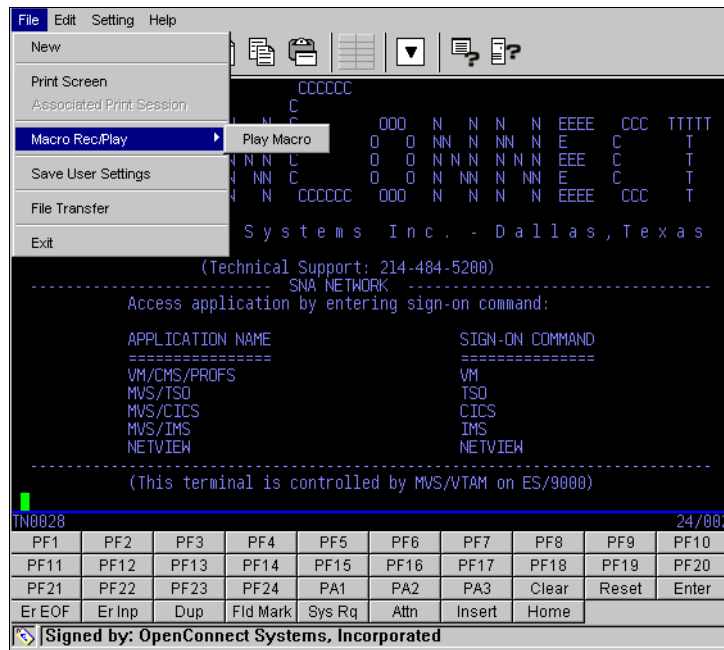 File Edit Setting Help
New
Print Screen
Associated Print Session
Macro Rec/Play
Play Macro
Save User Settings
File Transfer
Exit
ONNECT
Systems Inc. - Dallas, Texas
(Technical Support: 214-484-5200)
SNA NETWORK
Access application by entering sign-on command:
APPLICATION NAME SIGN-ON COMMAND
================ ===============
VM/CMS/PROFS VM
MVS/TSO TSO
MVS/CICS CICS
MVS/IMS IMS
NETVIEW NETVIEW
(This terminal is controlled by MVS/VTAM on ES/9000)
TN0028 24/00
PF1 PF2 PF3 PF4 PF5 PF6 PF7 PF8 PF9 PF10
PF11 PF12 PF13 PF14 PF15 PF16 PF17 PF18 PF19 PF20
PF21 PF22 PF23 PF24 PA1 PA2 PA3 Clear Reset Enter
Er EOF Er Inp Dup Fld Mark Sys Rq Attn Insert Home
Signed by: OpenConnect Systems, Incorporated